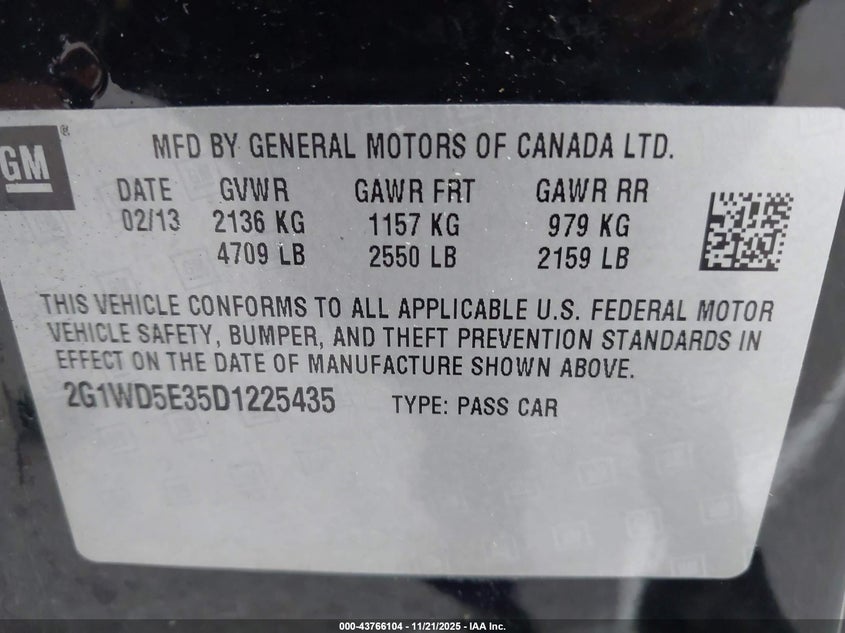 GM®
MFD BY GENERAL MOTORS OF CANADA LTD.
DATE GVWR GAWR FRT GAWR RR
02/13 2136 KG 1157 KG 979 KG
4709 LB 2550 LB 2159 LB
THIS VEHICLE CONFORMS TO ALL APPLICABLE U.S. FEDERAL MOTOR
VEHICLE SAFETY, BUMPER, AND THEFT PREVENTION STANDARDS IN
EFFECT ON THE DATE OF MANUFACTURE SHOWN ABOVE.
2G1WD5E35D1225435 TYPE: PASS CAR
000-43766104 - 11/21/2025 - IAA Inc.